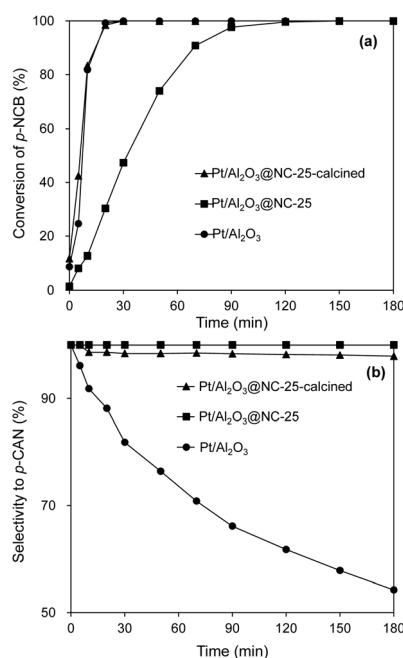 (a)
100
80
60
40
20
0
Conversion of p-NCB (%)
Pt/Al₂O₃@NC-25-calcined
Pt/Al₂O₃@NC-25
Pt/Al₂O₃
0 30 60 90 120 150 180
Time (min)
(b)
90
70
50
Selectivity to p-CAN (%)
Pt/Al₂O₃@NC-25-calcined
Pt/Al₂O₃@NC-25
Pt/Al₂O₃
0 30 60 90 120 150 180
Time (min)